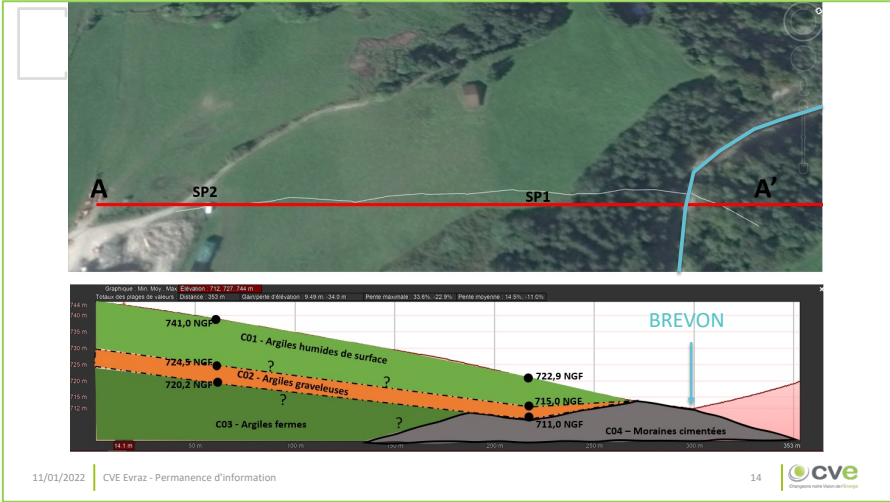 A
SP2
SP1
A’
Graphique : Min, Moy, Max Élévation : 712, 727, 744 m
Totaux des plages de valeurs : Distance : 353 m Gain/perte d'élévation : 9.49 m, -34.0 m Pente maximale : 33.6%, -22.9% Pente moyenne : 14.5%, -11.0%
744 m
740 m
735 m
730 m
725 m
720 m
715 m
712 m
741,0 NGF
C01 - Argiles humides de surface
BREVON
724,5 NGF
?
C02 - Argiles graveleuses
?
722,9 NGF
720,2 NGF
?
715,0 NGF
C03 - Argiles fermes
?
711,0 NGF
C04 – Moraines cimentées
14.1 m
50 m
100 m
150 m
200 m
250 m
300 m
353 m
11/01/2022
CVE Evraz - Permanence d'information
14
cve
Changeons notre Vision de l'Énergie